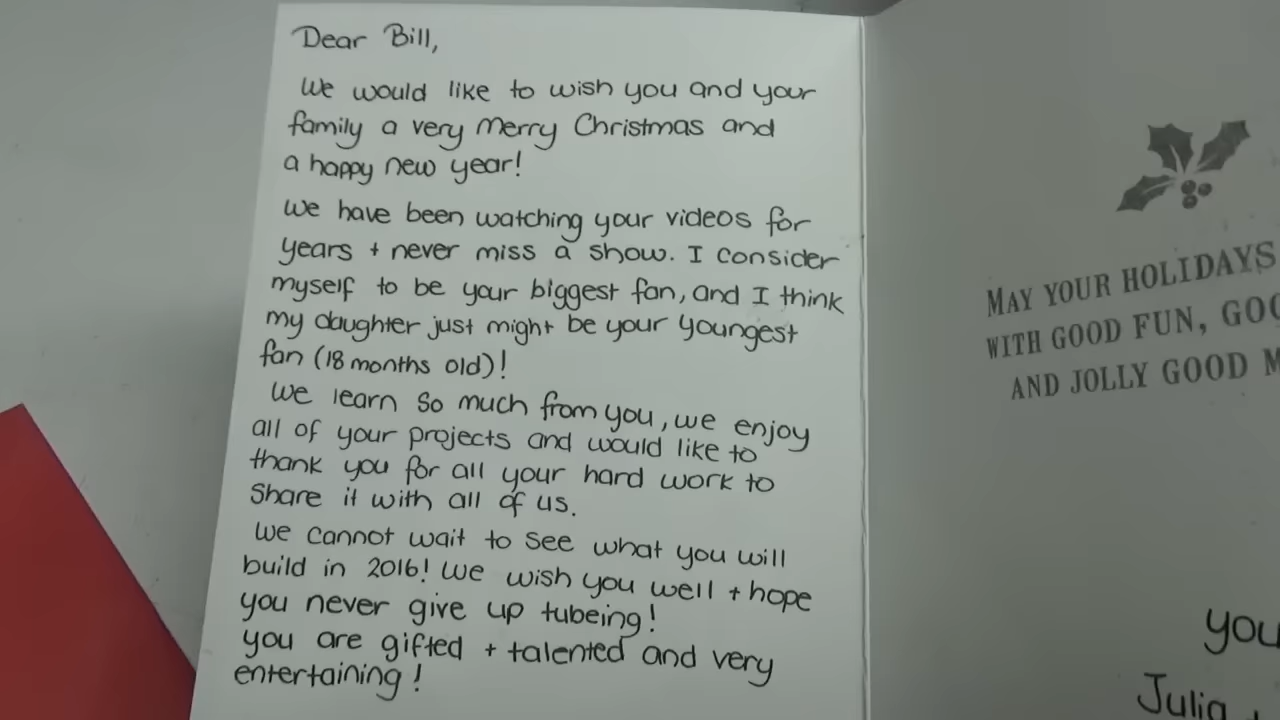 Dear Bill,
We would like to wish you and your
family a very merry Christmas and
a happy new year!
We have been watching your videos for
years + never miss a show. I consider
myself to be your biggest fan, and I think
my daughter just might be your youngest
fan (18 months old)!
We learn so much from you, we enjoy
all of your projects and would like to
thank you for all your hard work to
share it with all of us.
We cannot wait to see what you will
build in 2016! We wish you well + hope
you never give up tubeing!
you are gifted + talented and very
entertaining!
MAY YOUR HOLIDAYS
WITH GOOD FUN,
AND JOLLY GOOD
Julia